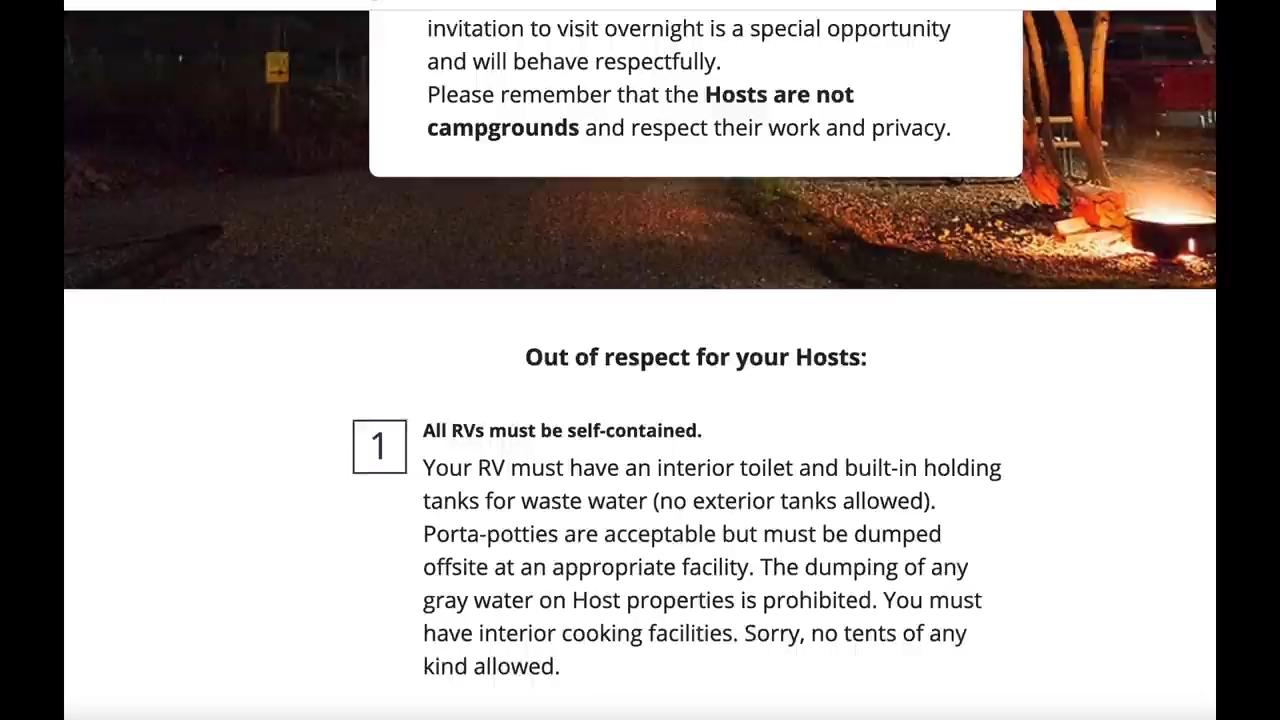 invitation to visit overnight is a special opportunity
and will behave respectfully.
Please remember that the Hosts are not
campgrounds and respect their work and privacy.
Out of respect for your Hosts:
1
All RVs must be self-contained.
Your RV must have an interior toilet and built-in holding
tanks for waste water (no exterior tanks allowed).
Porta-potties are acceptable but must be dumped
offsite at an appropriate facility. The dumping of any
gray water on Host properties is prohibited. You must
have interior cooking facilities. Sorry, no tents of any
kind allowed.